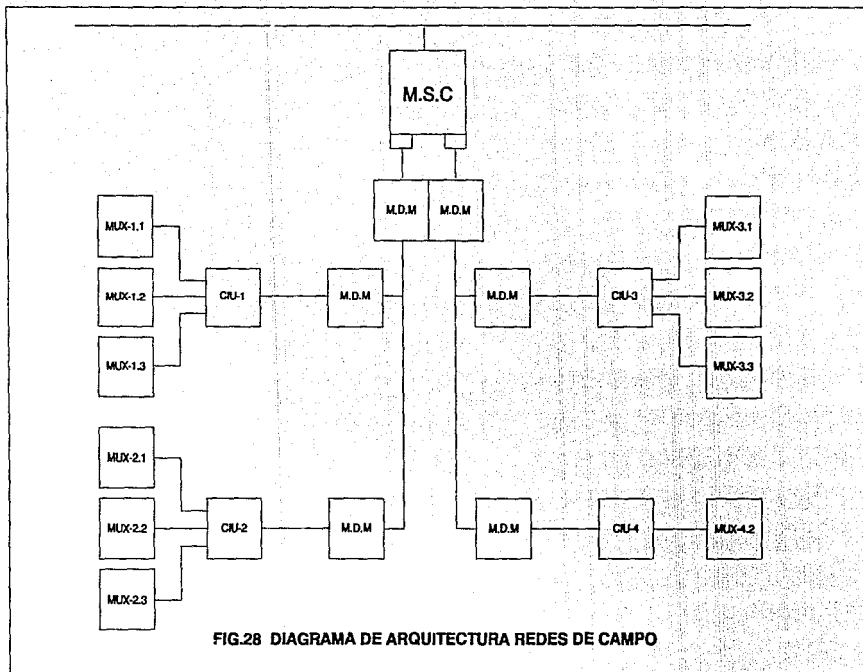 M.S.C
M.D.M
M.D.M
MUX-1.1
MUX-1.2
MUX-1.3
CIU-1
M.D.M
M.D.M
CIU-3
MUX-3.1
MUX-3.2
MUX-3.3
MUX-2.1
MUX-2.2
MUX-2.3
CIU-2
M.D.M
M.D.M
CIU-4
MUX-4.2
FIG.28 DIAGRAMA DE ARQUITECTURA REDES DE CAMPO